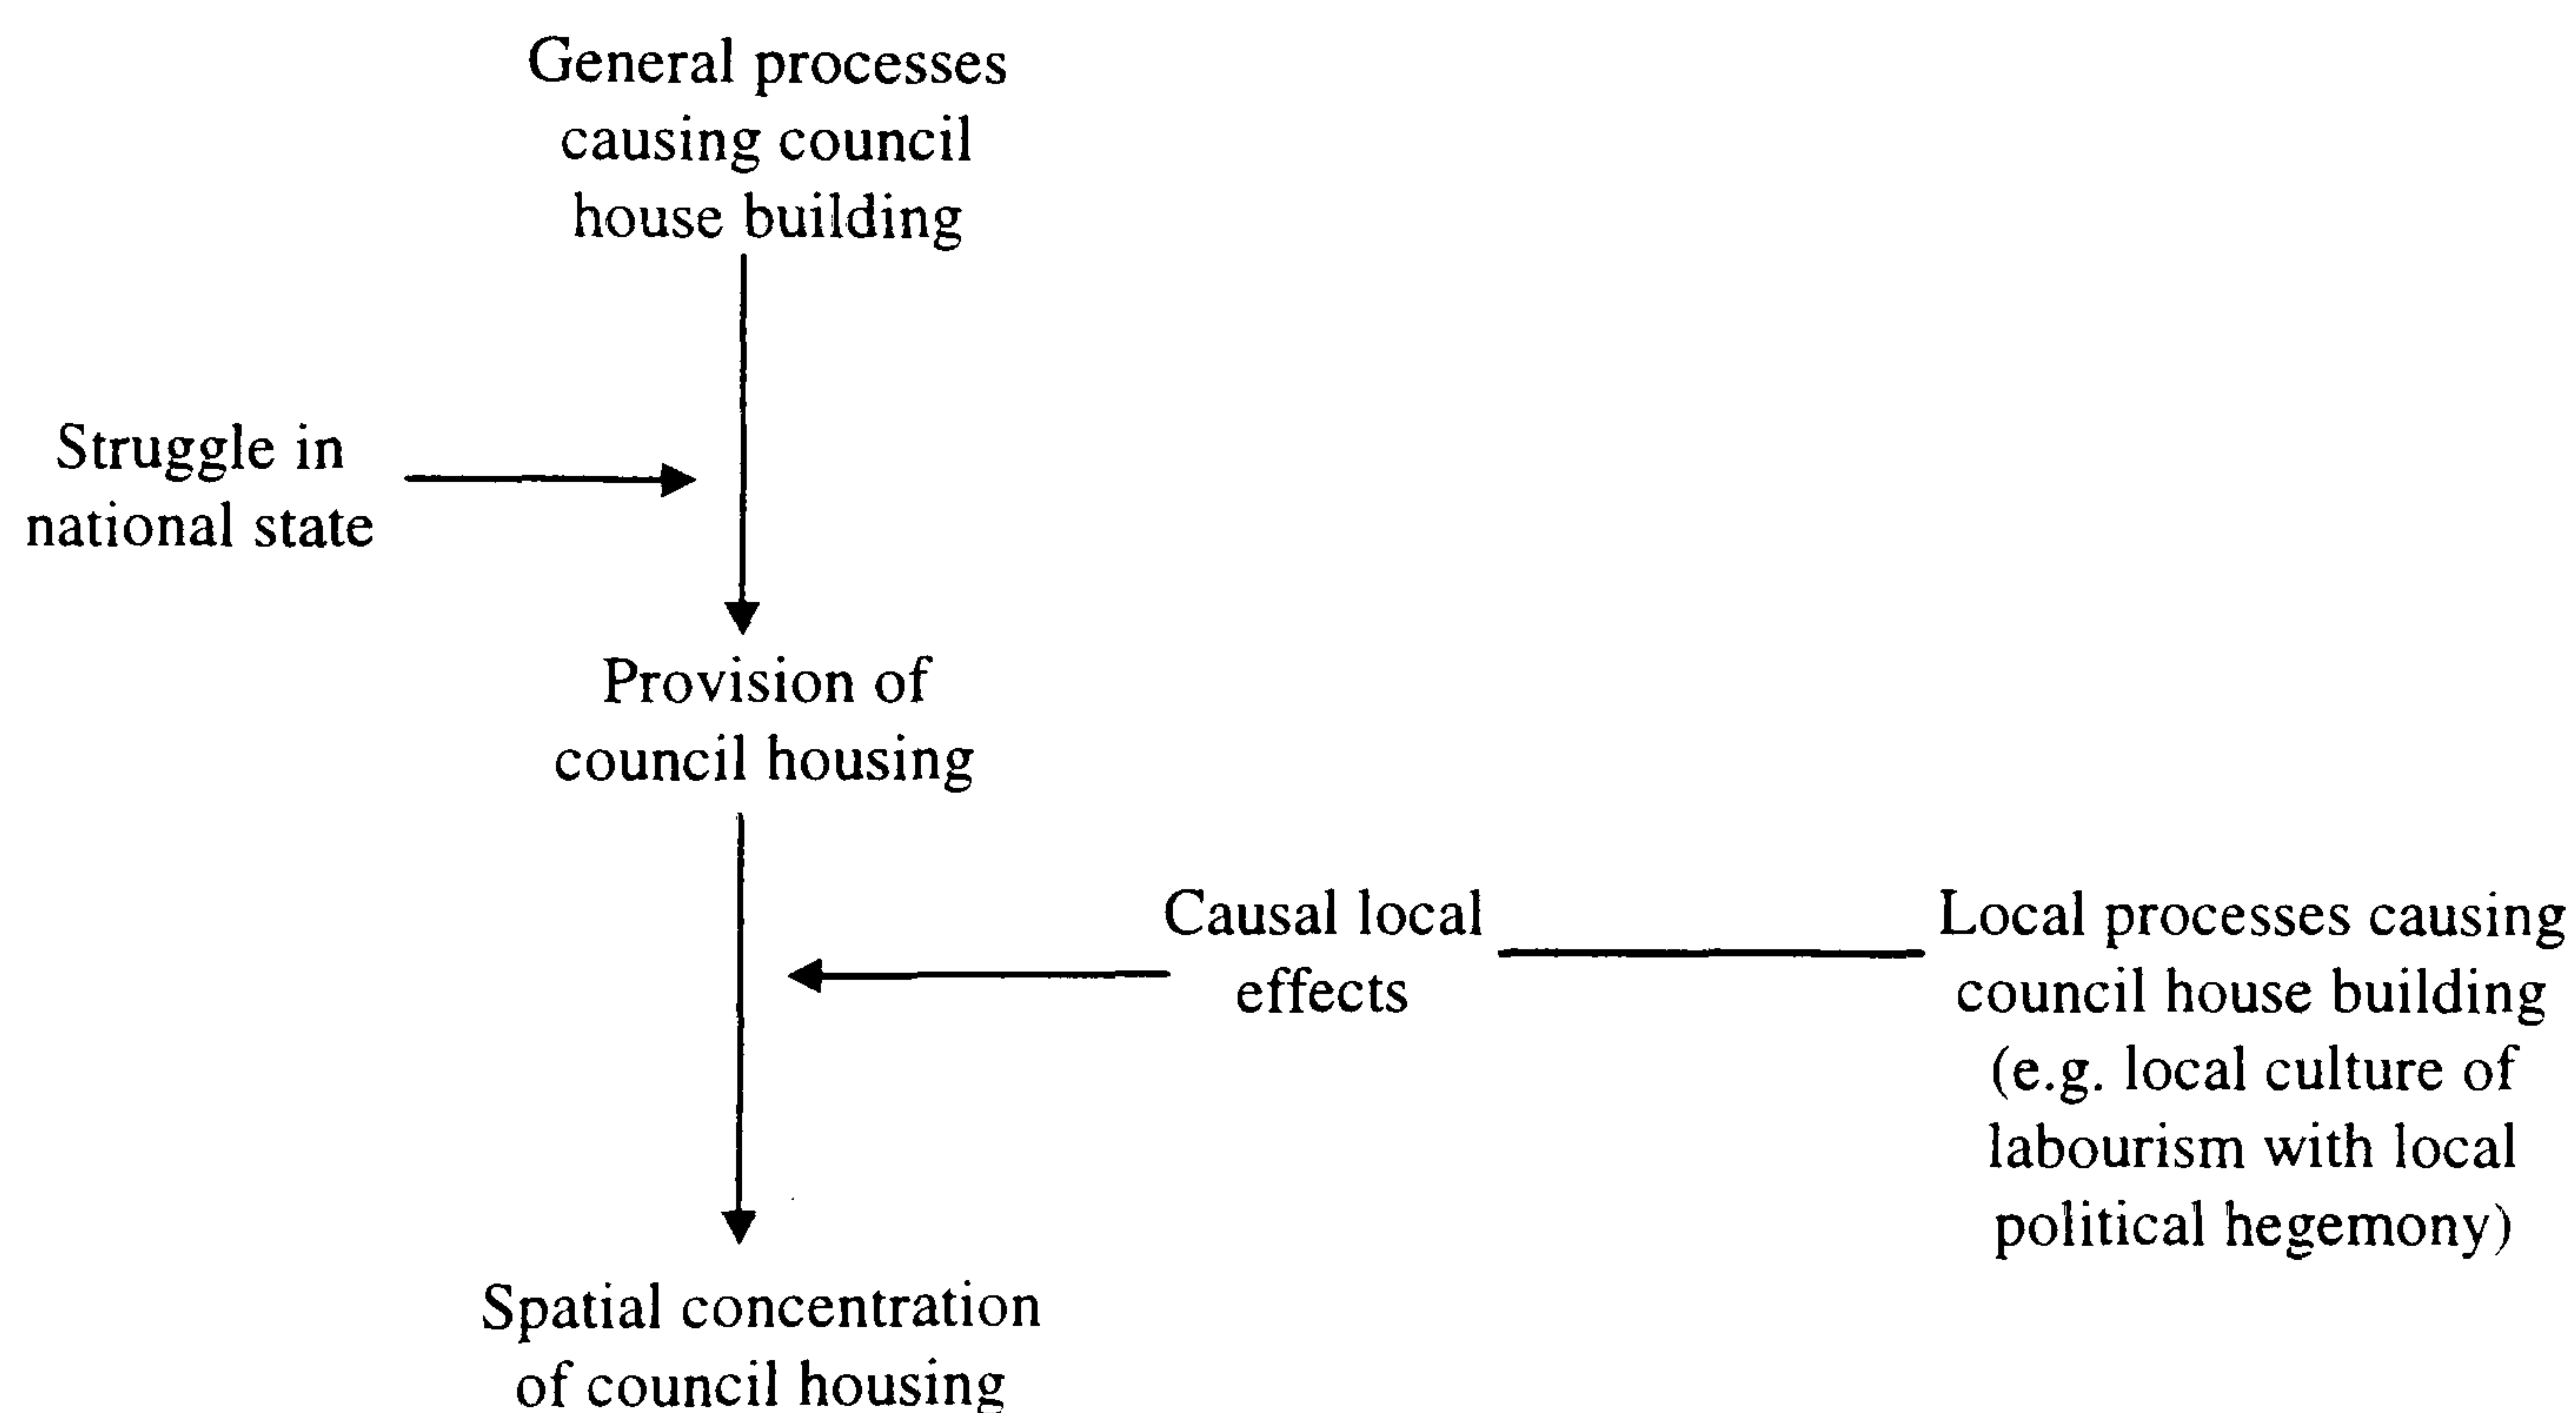 General processes
causing council
house building
Struggle in
national state
Provision of
council housing
Causal local
effects
Local processes causing
council house building
(e.g. local culture of
labourism with local
political hegemony)
Spatial concentration
of council housing